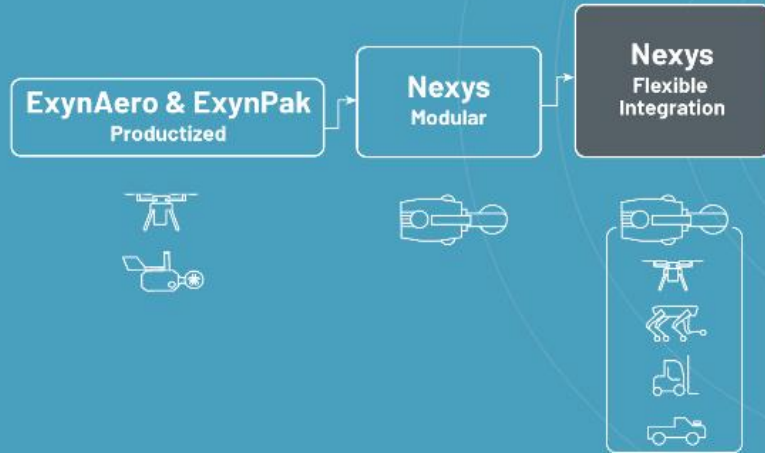 ExynAero & ExynPak
Productized
Nexys
Modular
Nexys
Flexible
Integration